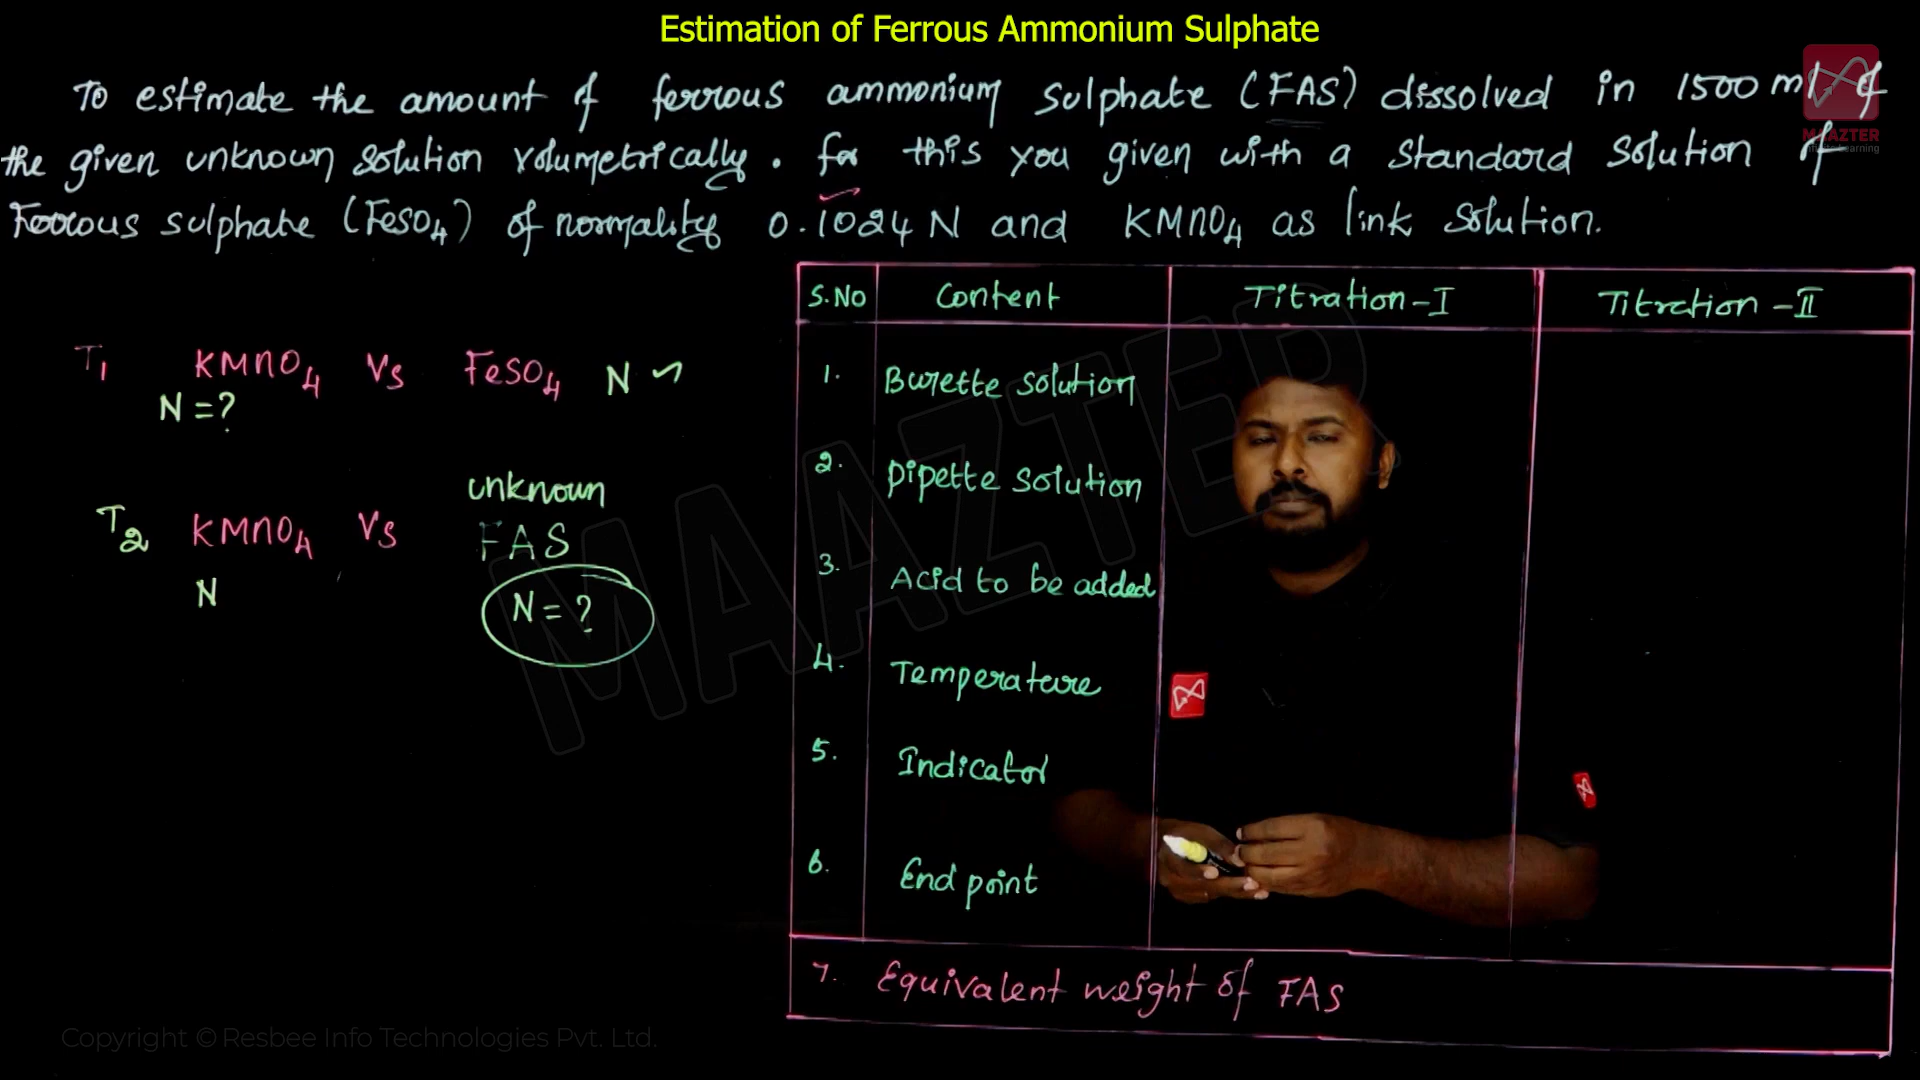 Estimation of Ferrous Ammonium Sulphate
To estimate the amount of ferrous ammonium sulphate (FAS) dissolved in 1500 ml of
the given unknown solution volumetrically. For this you given with a standard solution of
Ferrous sulphate (FeSO4) of normality 0.1024 N and KMnO4 as link solution.
MAAZTER
Infinite Learning
S.No Content Titration-I Titration-II
T1 KMnO4 Vs FeSO4 N
N = ?
unknown
T2 KMnO4 Vs FAS
N N = ?
1. Burette solution
2. Pipette solution
3. Acid to be added
4. Temperature
5. Indicator
6. End point
7. Equivalent weight of FAS
MAAZTER
Copyright © Resbee Info Technologies Pvt. Ltd.